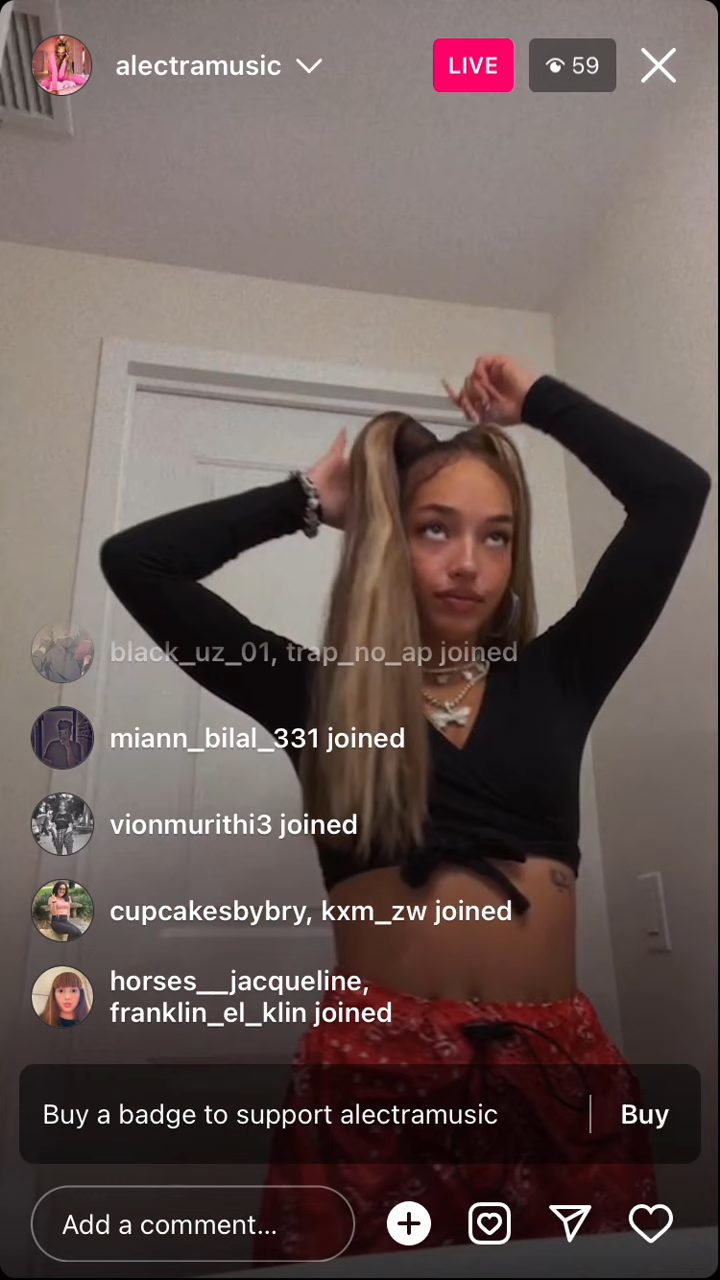 alectramusic
LIVE
59
black_uz_01, trap_no_ap joined
miann_bilal_331 joined
vionmurithi3 joined
cupcakesbybry, kxm_zw joined
horses__jacqueline,
franklin_el_klin joined
Buy a badge to support alectramusic
Buy
Add a comment...